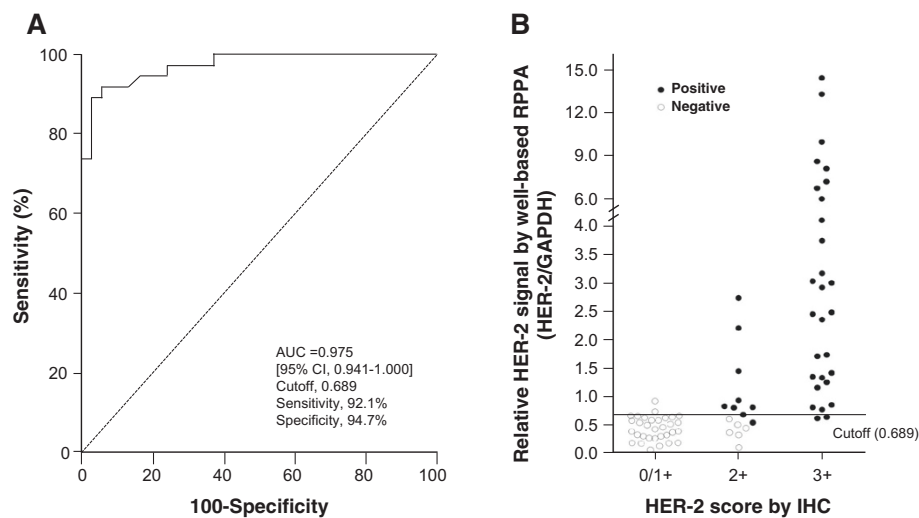 A
100
80
60
40
20
0
Sensitivity (%)
AUC =0.975
[95% CI, 0.941-1.000]
Cutoff, 0.689
Sensitivity, 92.1%
Specificity, 94.7%
0 20 40 60 80 100
100-Specificity
B
Relative HER-2 signal by well-based RPPA
(HER-2/GAPDH)
15.0
12.0
9.0
6.0
4.0
3.5
3.0
2.5
2.0
1.5
1.0
0.5
0.0
Positive
Negative
Cutoff (0.689)
0/1+ 2+ 3+
HER-2 score by IHC